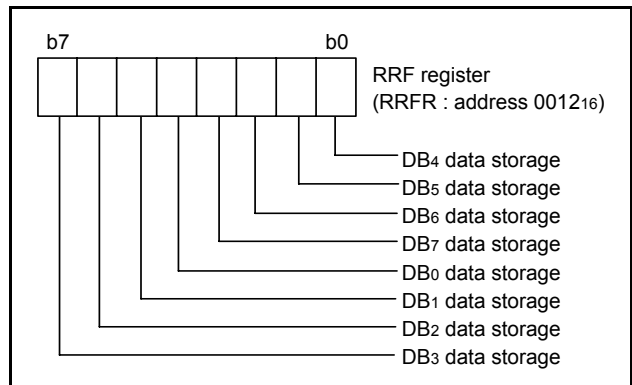 b7 b0
RRF register
(RRFR : address 0012₁₆)
DB₄ data storage
DB₅ data storage
DB₆ data storage
DB₇ data storage
DB₀ data storage
DB₁ data storage
DB₂ data storage
DB₃ data storage